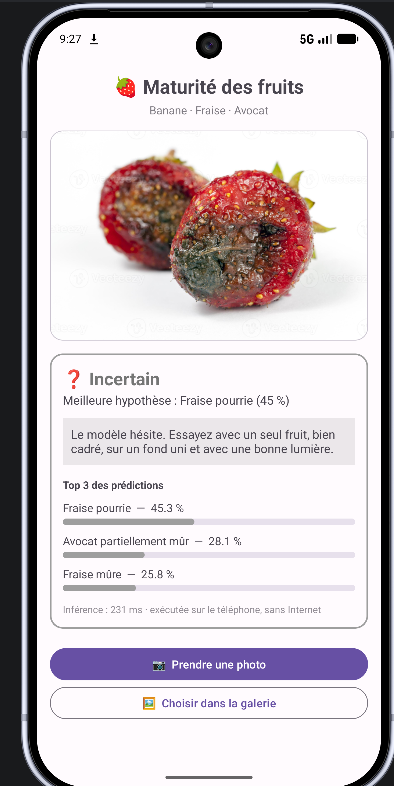 9:27
5G
🍓 Maturité des fruits
Banane · Fraise · Avocat
❓ Incertain
Meilleure hypothèse : Fraise pourrie (45 %)
Le modèle hésite. Essayez avec un seul fruit, bien
cadré, sur un fond uni et avec une bonne lumière.
Top 3 des prédictions
Fraise pourrie — 45.3 %
Avocat partiellement mûr — 28.1 %
Fraise mûre — 25.8 %
Inférence : 231 ms · exécutée sur le téléphone, sans Internet
📷 Prendre une photo
🖼️ Choisir dans la galerie